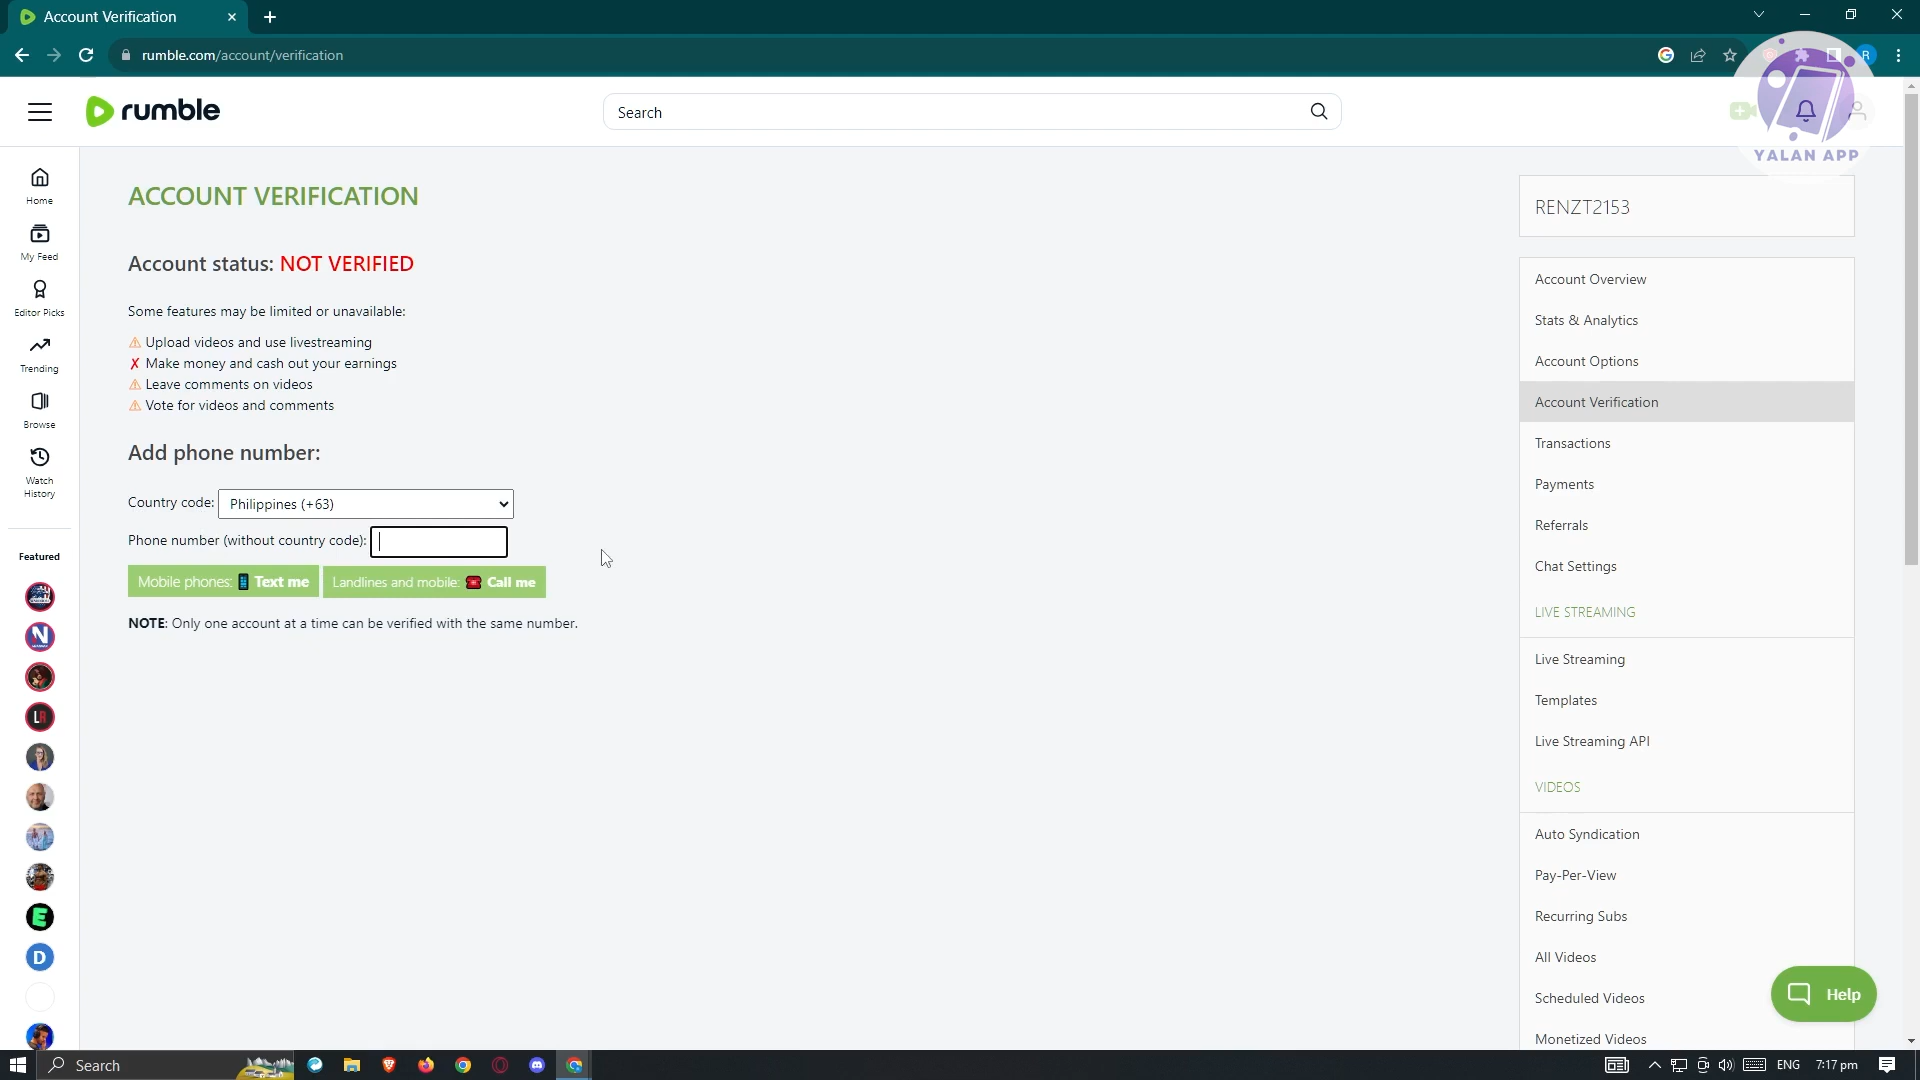 Account Verification
rumble.com/account/verification
R
rumble
Search
YALAN APP
Home
My Feed
Editor Picks
Trending
Browse
Watch
History
Featured
N
LR
E
D
ACCOUNT VERIFICATION
Account status: NOT VERIFIED
Some features may be limited or unavailable:
⚠ Upload videos and use livestreaming
✗ Make money and cash out your earnings
⚠ Leave comments on videos
⚠ Vote for videos and comments
Add phone number:
Country code: Philippines (+63)
Phone number (without country code):
Mobile phones: Text me Landlines and mobile: Call me
NOTE: Only one account at a time can be verified with the same number.
RENZT2153
Account Overview
Stats & Analytics
Account Options
Account Verification
Transactions
Payments
Referrals
Chat Settings
LIVE STREAMING
Live Streaming
Templates
Live Streaming API
VIDEOS
Auto Syndication
Pay-Per-View
Recurring Subs
All Videos
Scheduled Videos
Monetized Videos
Help
Search
ENG 7:17 pm